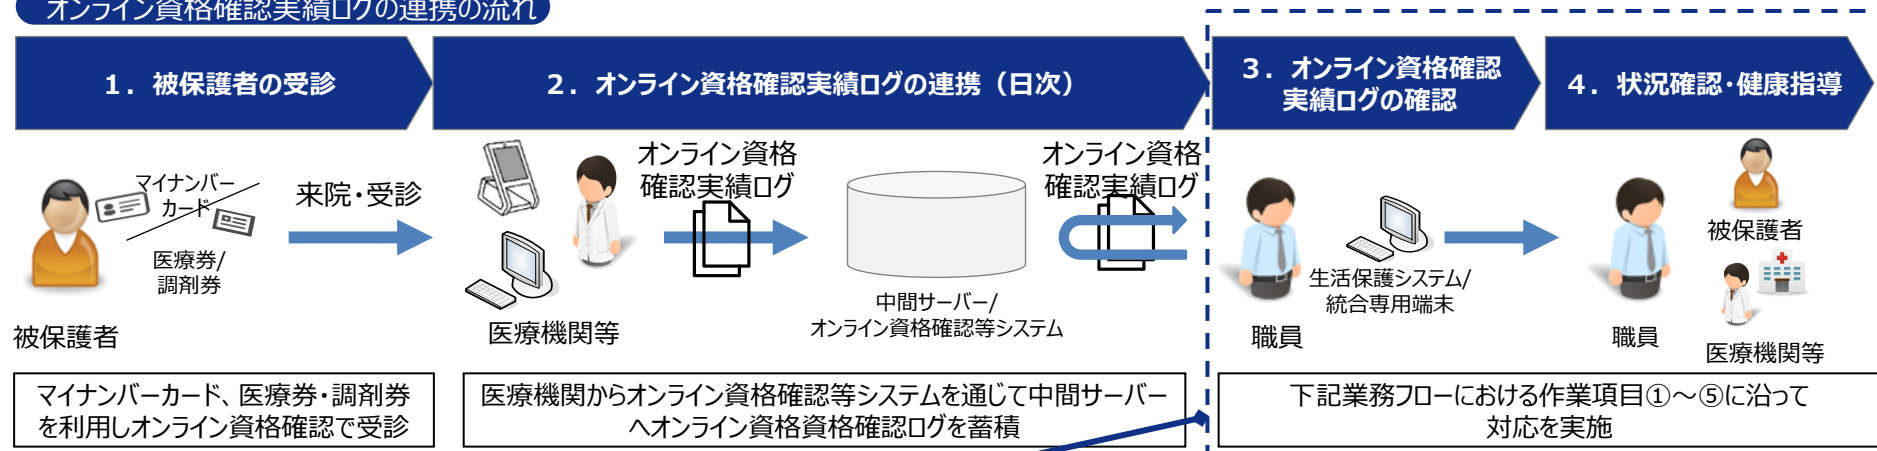 オンライン資格確認実績ログの連携の流れ
1．被保護者の受診
2．オンライン資格確認実績ログの連携（日次）
3．オンライン資格確認
実績ログの確認
4．状況確認・健康指導
マイナンバー
カード
医療券/
調剤券
被保護者
来院・受診
医療機関等
オンライン資格
確認実績ログ
中間サーバー/
オンライン資格確認等システム
オンライン資格
確認実績ログ
職員
生活保護システム/
統合専用端末
職員
被保護者
医療機関等
マイナンバーカード、医療券・調剤券
を利用しオンライン資格確認で受診
医療機関からオンライン資格確認等システムを通じて中間サーバー
へオンライン資格資格確認ログを蓄積
下記業務フローにおける作業項目①～⑤に沿って
対応を実施